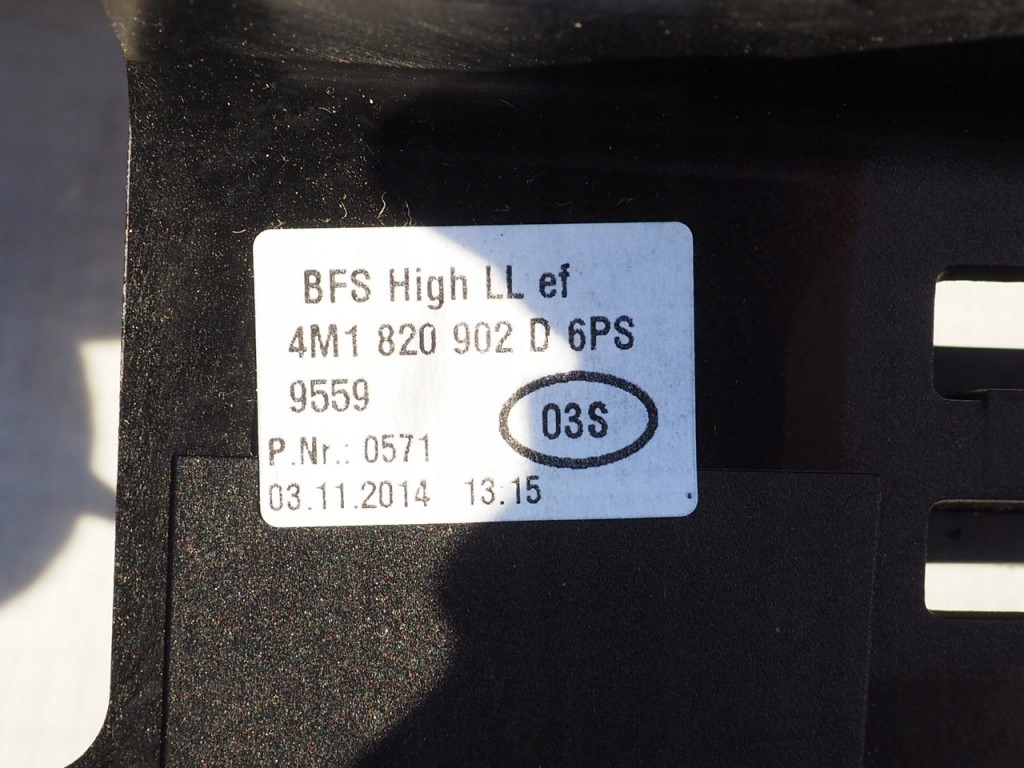 BFS High LL ef
4M1 820 902 D 6PS
9559
03S
P.Nr.: 0571
03.11.2014 13:15